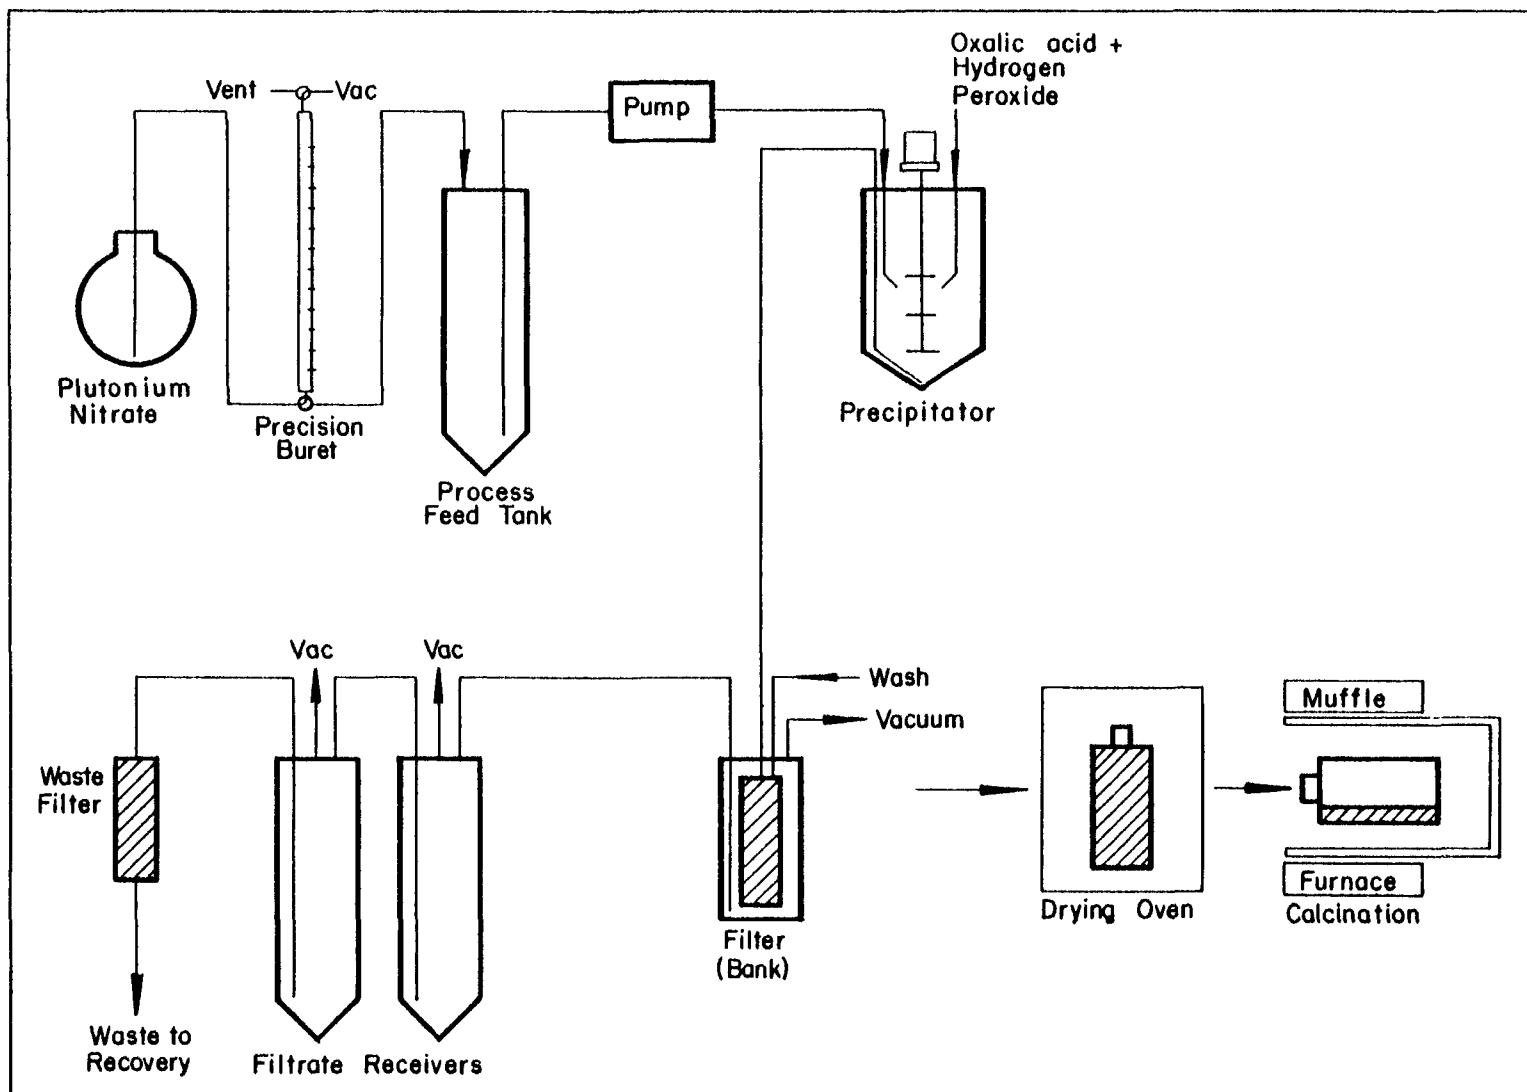 Oxalic acid +
Hydrogen
Peroxide
Vent
Vac
Pump
Plutonium
Nitrate
Precision
Buret
Process
Feed Tank
Precipitator
Vac
Vac
Wash
Vacuum
Muffle
Waste
Filter
Furnace
Calcination
Drying Oven
Filter
(Bank)
Waste to
Recovery
Filtrate Receivers